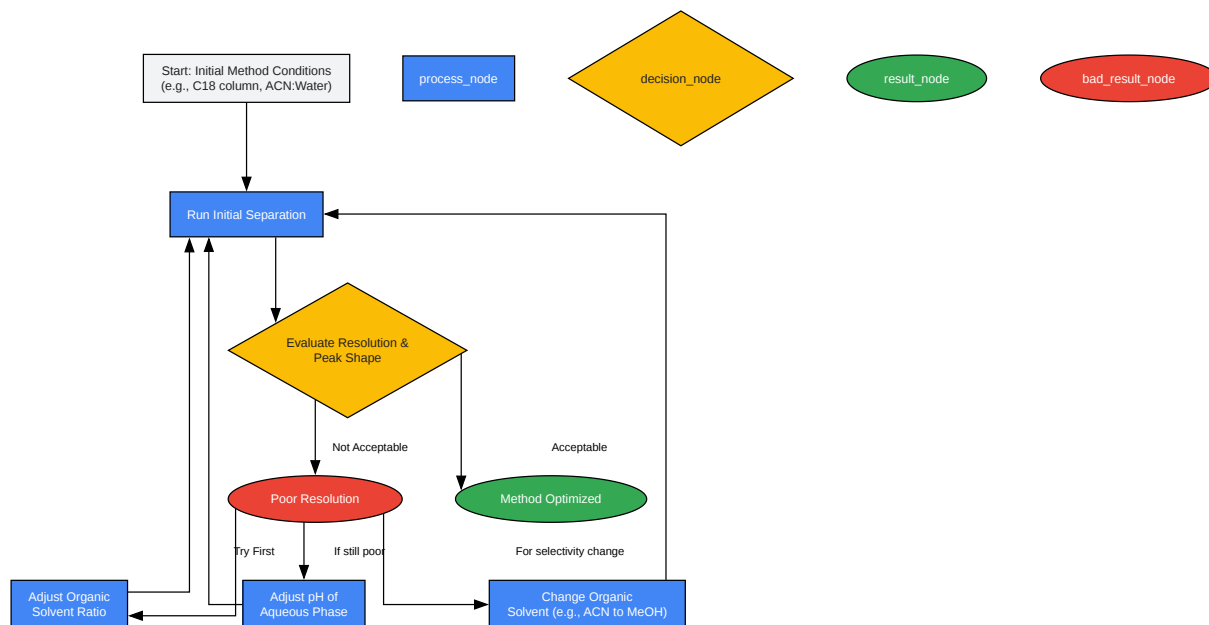 Start: Initial Method Conditions
(e.g., C18 column, ACN:Water)
process_node
decision_node
result_node
bad_result_node
Run Initial Separation
Evaluate Resolution &
Peak Shape
Not Acceptable
Acceptable
Poor Resolution
Method Optimized
Try First
If still poor
For selectivity change
Adjust Organic
Solvent Ratio
Adjust pH of
Aqueous Phase
Change Organic
Solvent (e.g., ACN to MeOH)